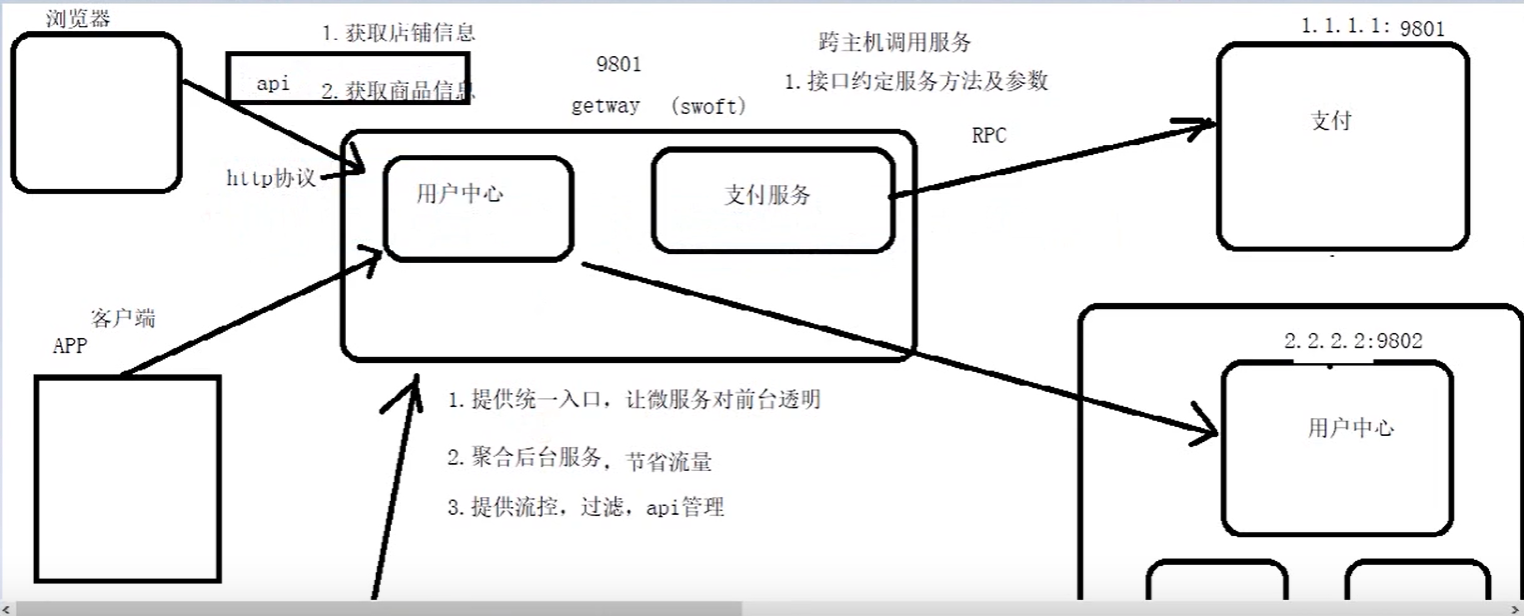 浏览器
1.获取店铺信息
api
2.获取商品信息
9801
getway (swoft)
跨主机调用服务
1.接口约定服务方法及参数
1.1.1.1: 9801
RPC
支付
http协议
用户中心
支付服务
客户端
APP
1.提供统一入口，让微服务对前台透明
2.聚合后台服务，节省流量
3.提供流控，过滤，api管理
2.2.2.2:9802
用户中心